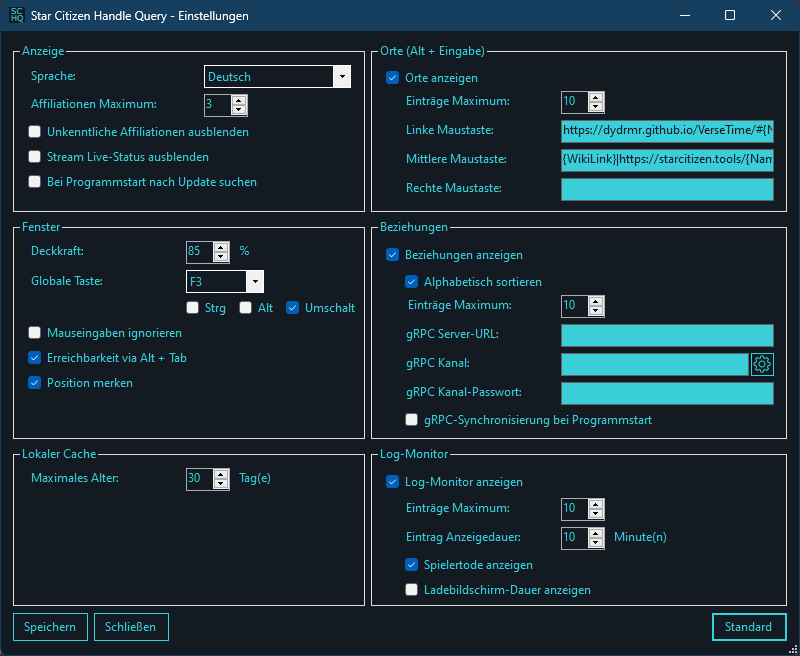 SC
HQ
Star Citizen Handle Query - Einstellungen
Anzeige
Sprache:
Deutsch
Affiliationen Maximum:
3
Unkenntliche Affiliationen ausblenden
Stream Live-Status ausblenden
Bei Programmstart nach Update suchen
Orte (Alt + Eingabe)
Orte anzeigen
Einträge Maximum:
10
Linke Maustaste:
https://dydrmr.github.io/VerseTime/#{N
Mittlere Maustaste:
{WikiLink}|https://starcitizen.tools/{Nam
Rechte Maustaste:
Fenster
Deckkraft:
85
%
Globale Taste:
F3
Strg
Alt
Umschalt
Mauseingaben ignorieren
Erreichbarkeit via Alt + Tab
Position merken
Beziehungen
Beziehungen anzeigen
Alphabetisch sortieren
Einträge Maximum:
10
gRPC Server-URL:
gRPC Kanal:
gRPC Kanal-Passwort:
gRPC-Synchronisierung bei Programmstart
Lokaler Cache
Maximales Alter:
30
Tag(e)
Log-Monitor
Log-Monitor anzeigen
Einträge Maximum:
10
Eintrag Anzeigedauer:
10
Minute(n)
Spielertode anzeigen
Ladebildschirm-Dauer anzeigen
Speichern
Schließen
Standard